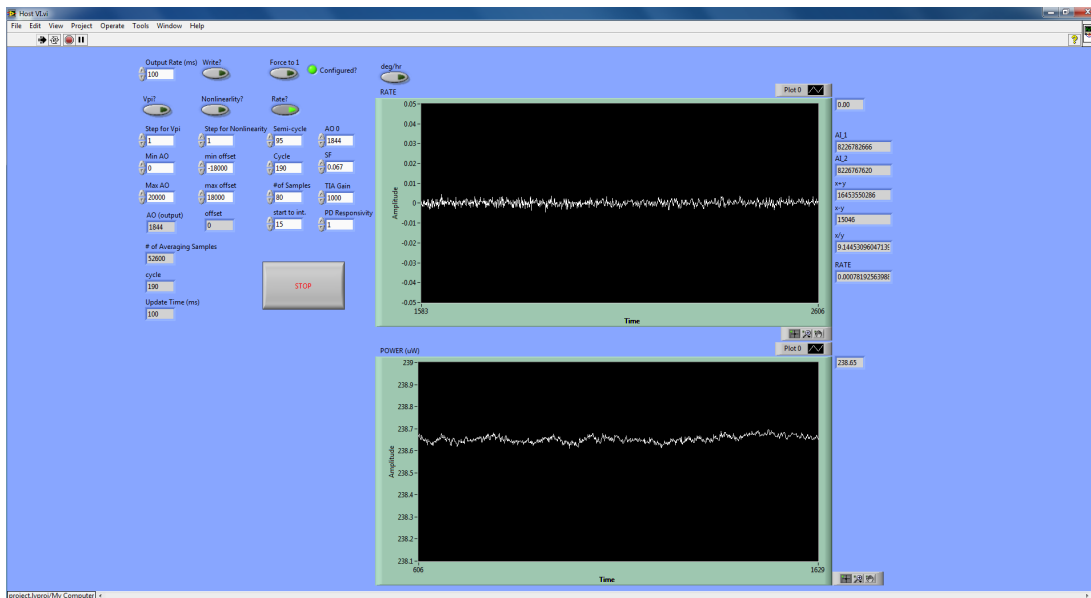 Host VI.vi
File Edit View Project Operate Tools Window Help
Output Rate (ms) Write? Force to 1 Configured? deg/hr
100
Vpi? Nonlinearlity? Rate?
Step for Vpi Step for Nonlinearity Semi-cycle AO 0
1 1 95 1844
Min AO min offset Cycle SF
0 -18000 190 0.067
Max AO max offset #of Samples TIA Gain
20000 18000 80 1000
AO (output) offset start to int. PD Responsivity
1844 0 15 1
# of Averaging Samples
52600
cycle
190
Update Time (ms)
100
STOP
RATE
Plot 0
0.05
0.04
0.03
0.02
0.01
0
-0.01
-0.02
-0.03
-0.04
-0.05
Amplitude
1583 2606
Time
0.00
AI_1
8226782666
AI_2
8226767620
x+y
16453550286
x-y
15046
x/y
9.14453096047139
RATE
0.00078192563988
POWER (uW)
Plot 0
239
238.9
238.8
238.7
238.6
238.5
238.4
238.3
238.2
238.1
Amplitude
606 1629
Time
238.65
project.lvproj/My Computer